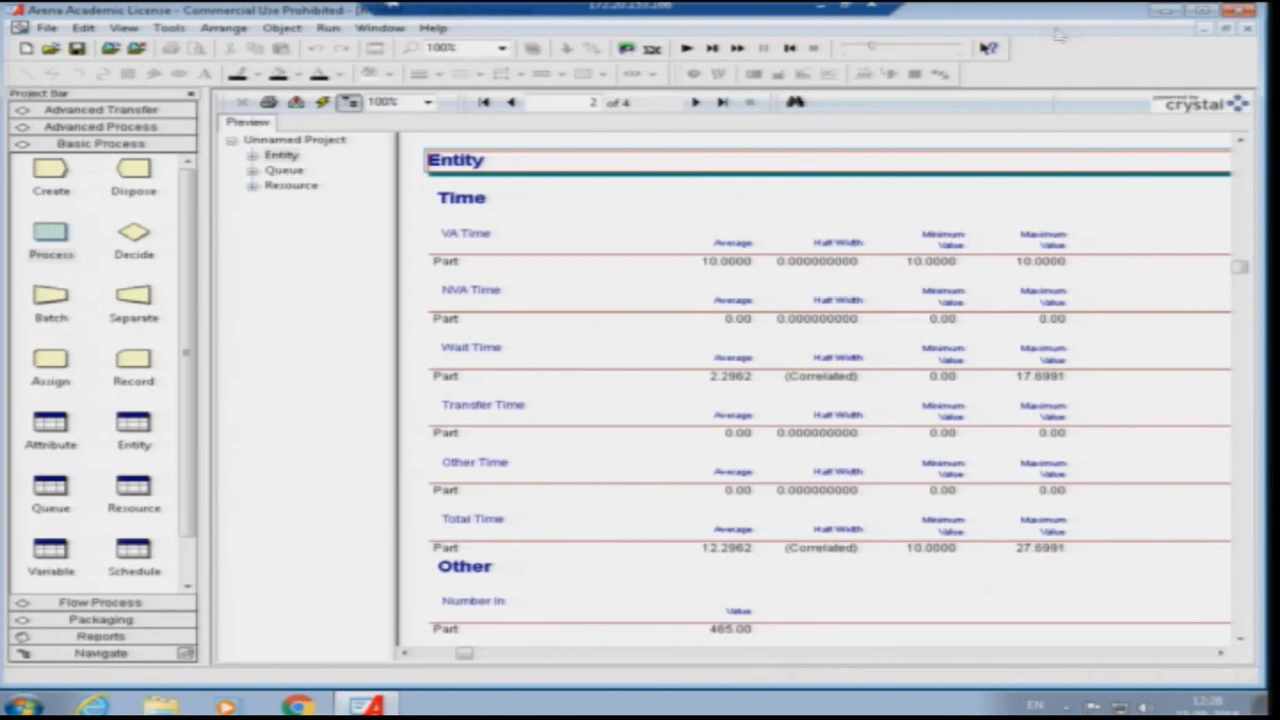 Arena Academic License - Commercial Use Prohibited -
172.20.155.166
File Edit View Tools Arrange Object Run Window Help
100%
Project Bar
Advanced Transfer
Advanced Process
Basic Process
Create Dispose
Process Decide
Batch Separate
Assign Record
Attribute Entity
Queue Resource
Variable Schedule
Flow Process
Packaging
Reports
Navigate
100% 2 of 4
powered by
crystal
Preview
Unnamed Project
Entity
Queue
Resource
Entity
Time
VA Time Average Half Width Minimum Value Maximum Value
Part 10.0000 0.000000000 10.0000 10.0000
NVA Time Average Half Width Minimum Value Maximum Value
Part 0.00 0.000000000 0.00 0.00
Wait Time Average Half Width Minimum Value Maximum Value
Part 2.2962 (Correlated) 0.00 17.6991
Transfer Time Average Half Width Minimum Value Maximum Value
Part 0.00 0.000000000 0.00 0.00
Other Time Average Half Width Minimum Value Maximum Value
Part 0.00 0.000000000 0.00 0.00
Total Time Average Half Width Minimum Value Maximum Value
Part 12.2962 (Correlated) 10.0000 27.6991
Other
Number In Value
Part 465.00
EN 12:28